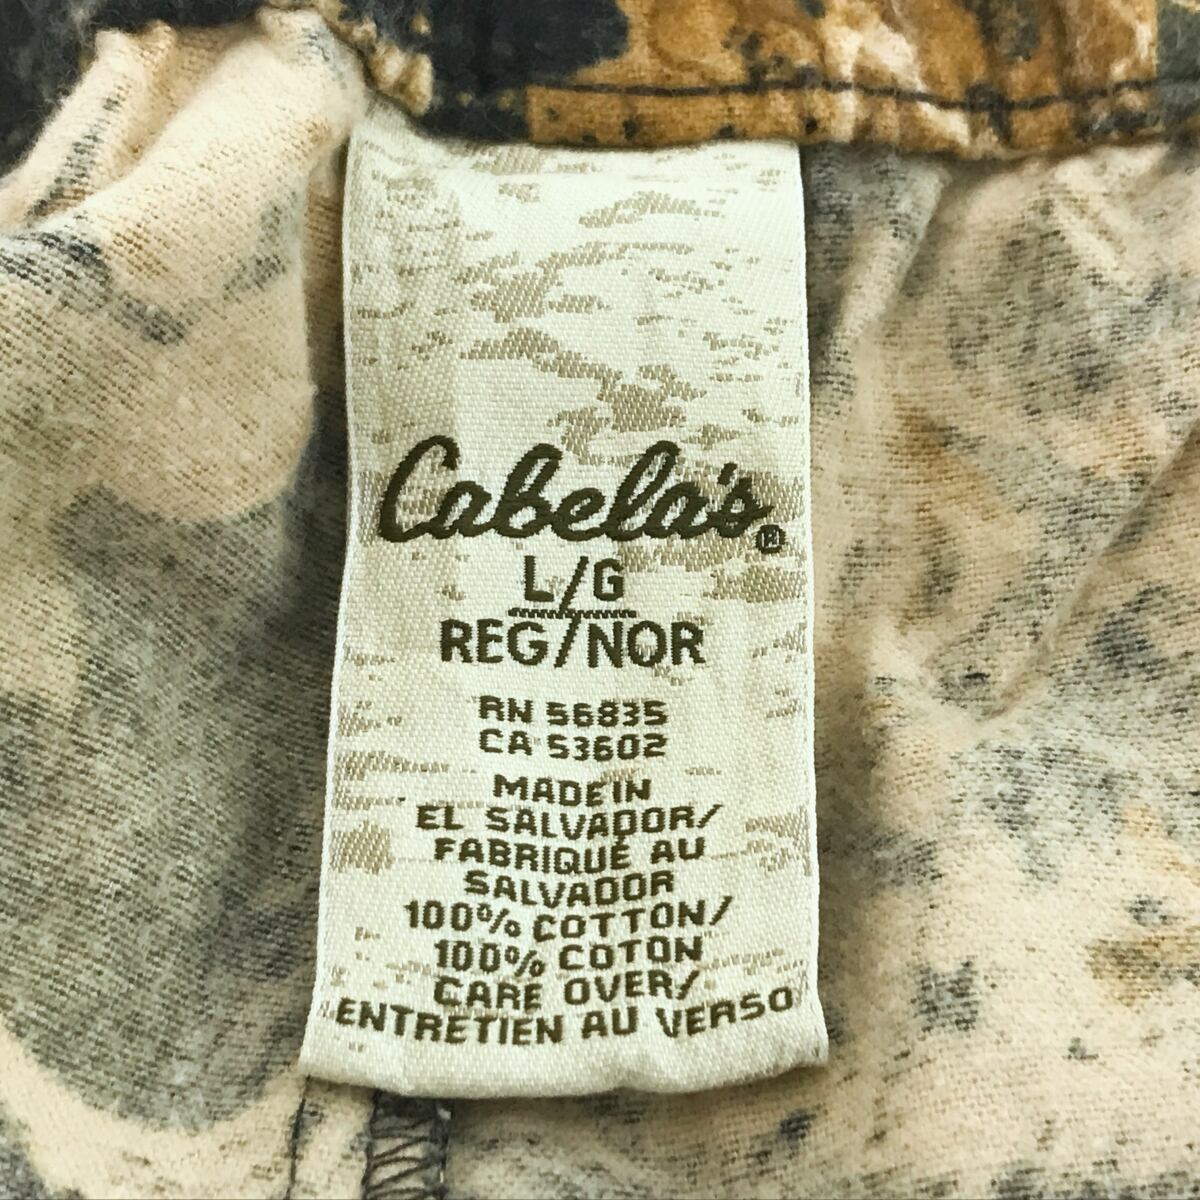 Cabela's®
L/G
REG/NOR
RN 56835
CA 53602
MADE IN
EL SALVADOR/
FABRIQUÉ AU
SALVADOR
100% COTTON/
100% COTON
CARE OVER/
ENTRETIEN AU VERSO